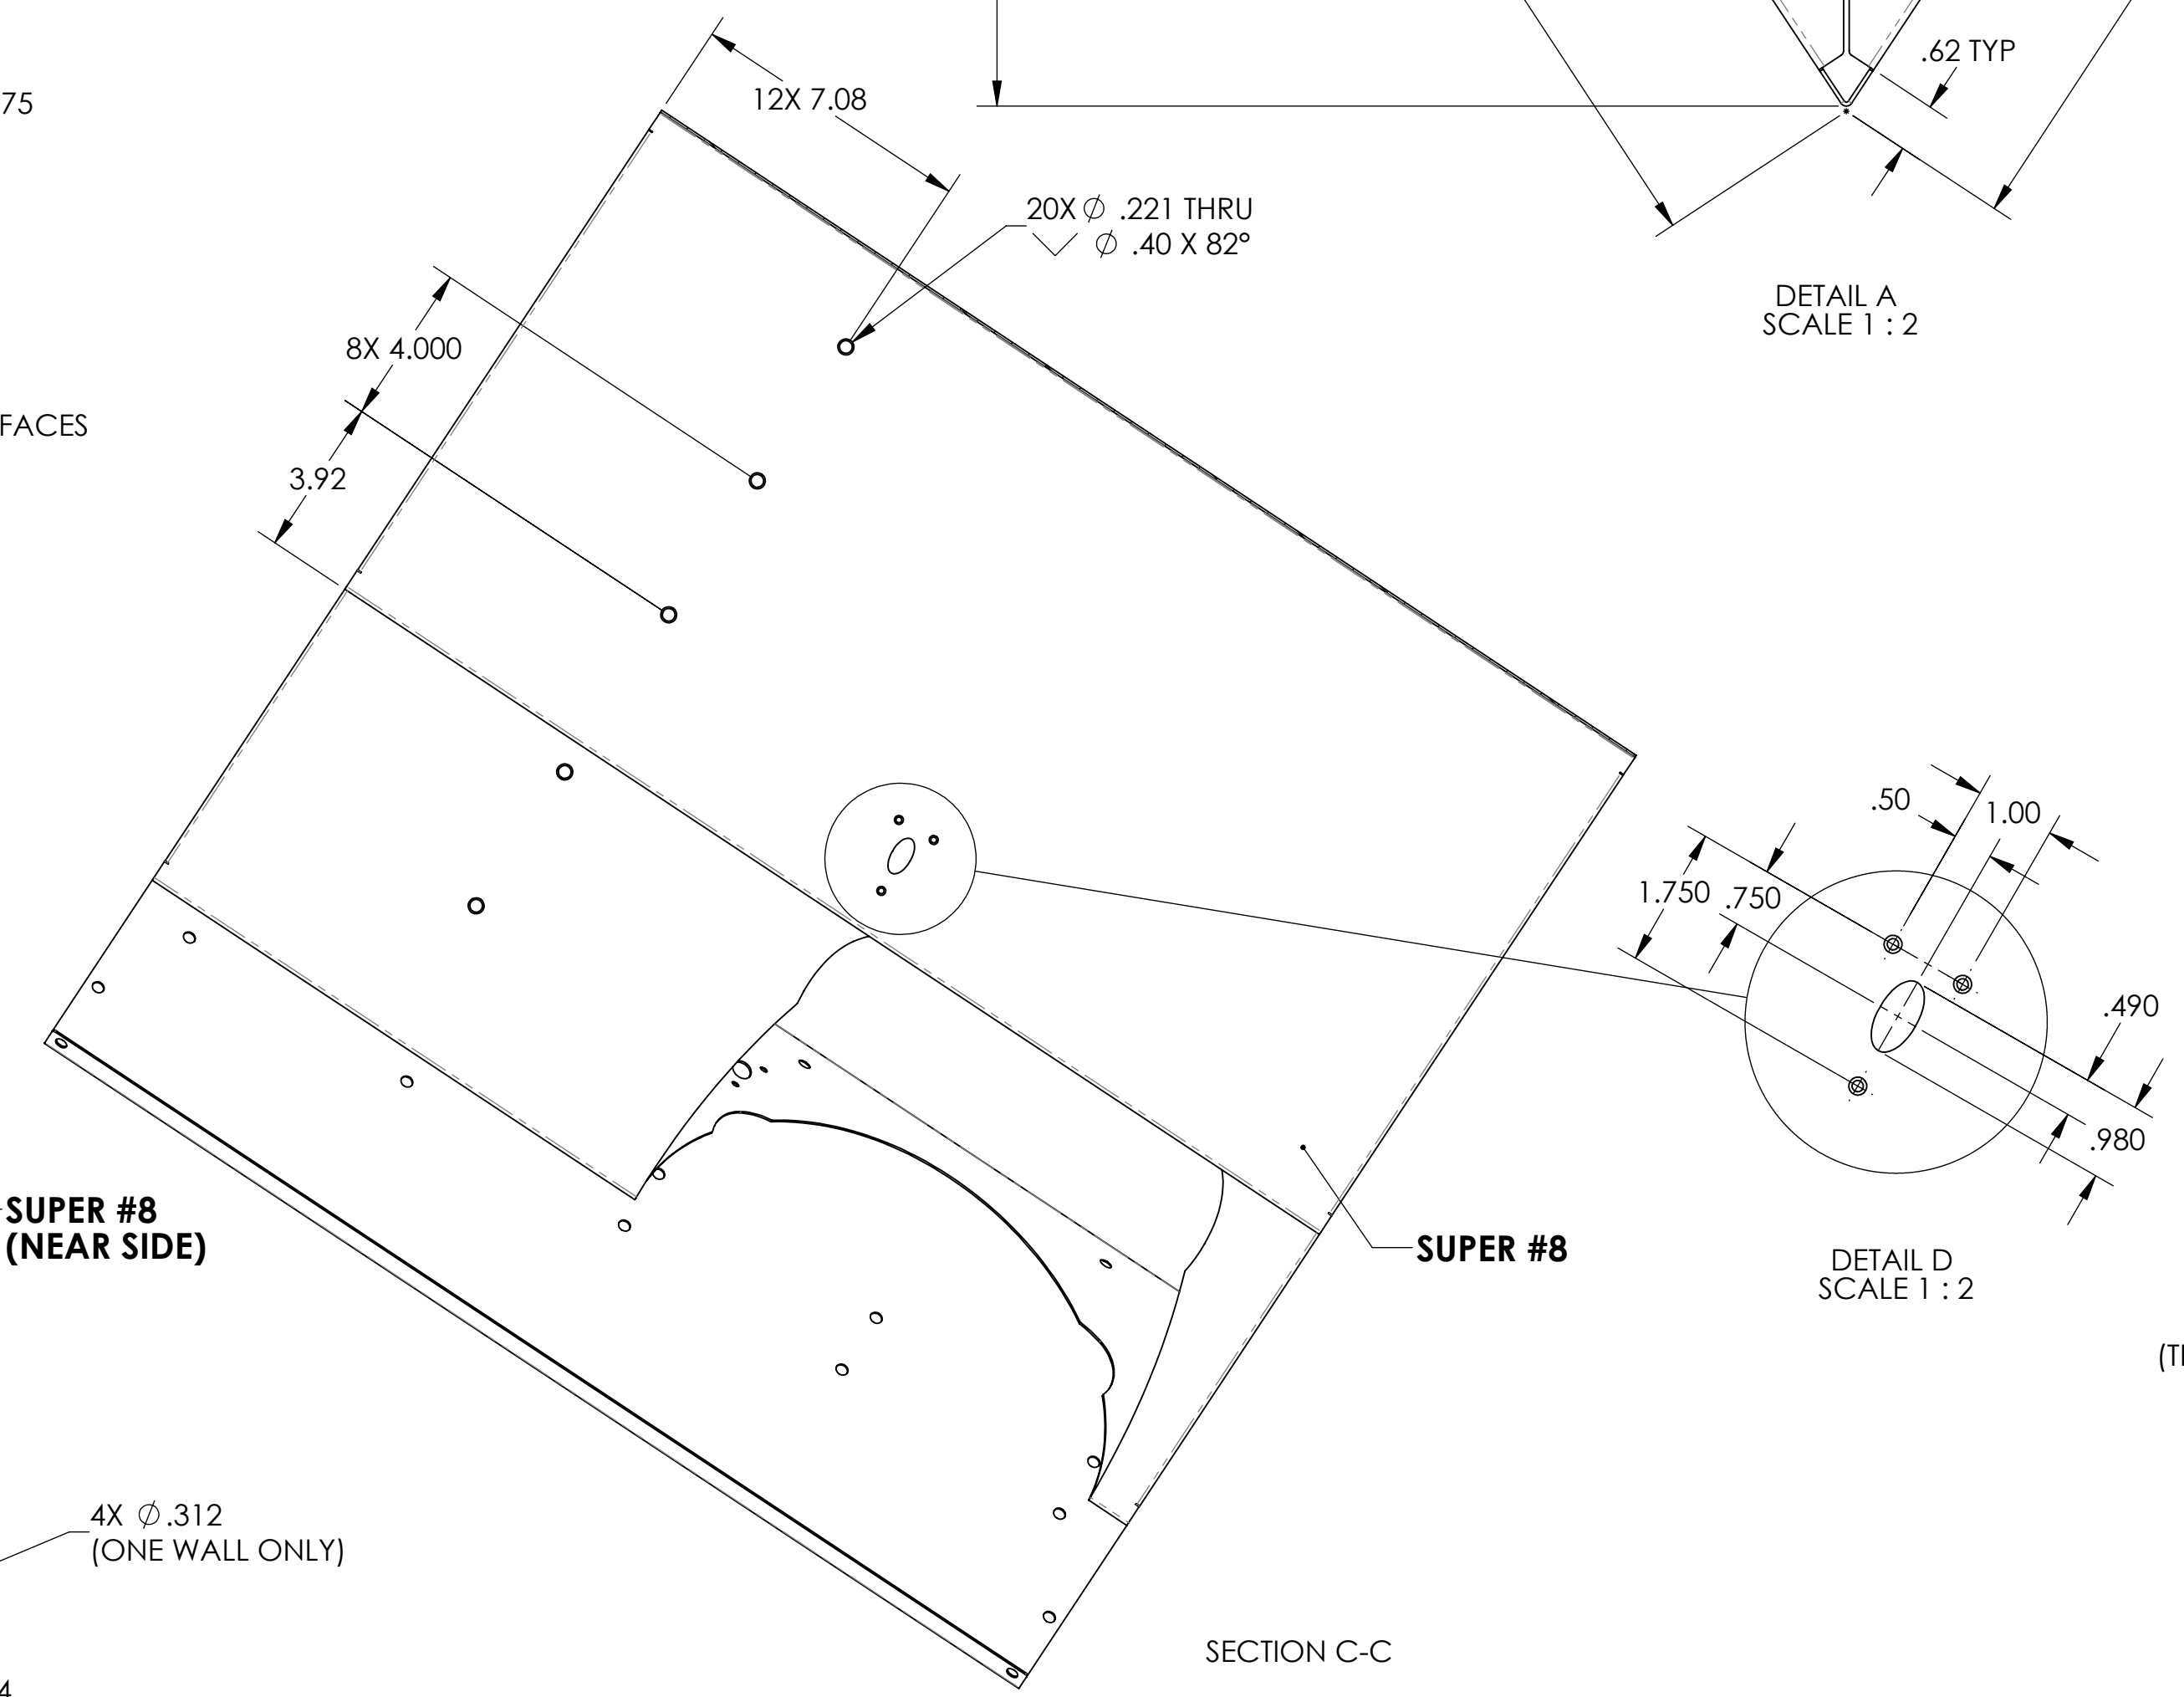 75
12X 7.08
.62 TYP
20X ∅ .221 THRU
⌵ ∅ .40 X 82°
DETAIL A
SCALE 1 : 2
8X 4.000
FACES
3.92
.50
1.00
1.750
.750
.490
.980
SUPER #8
(NEAR SIDE)
SUPER #8
DETAIL D
SCALE 1 : 2
4X ∅ .312
(ONE WALL ONLY)
SECTION C-C